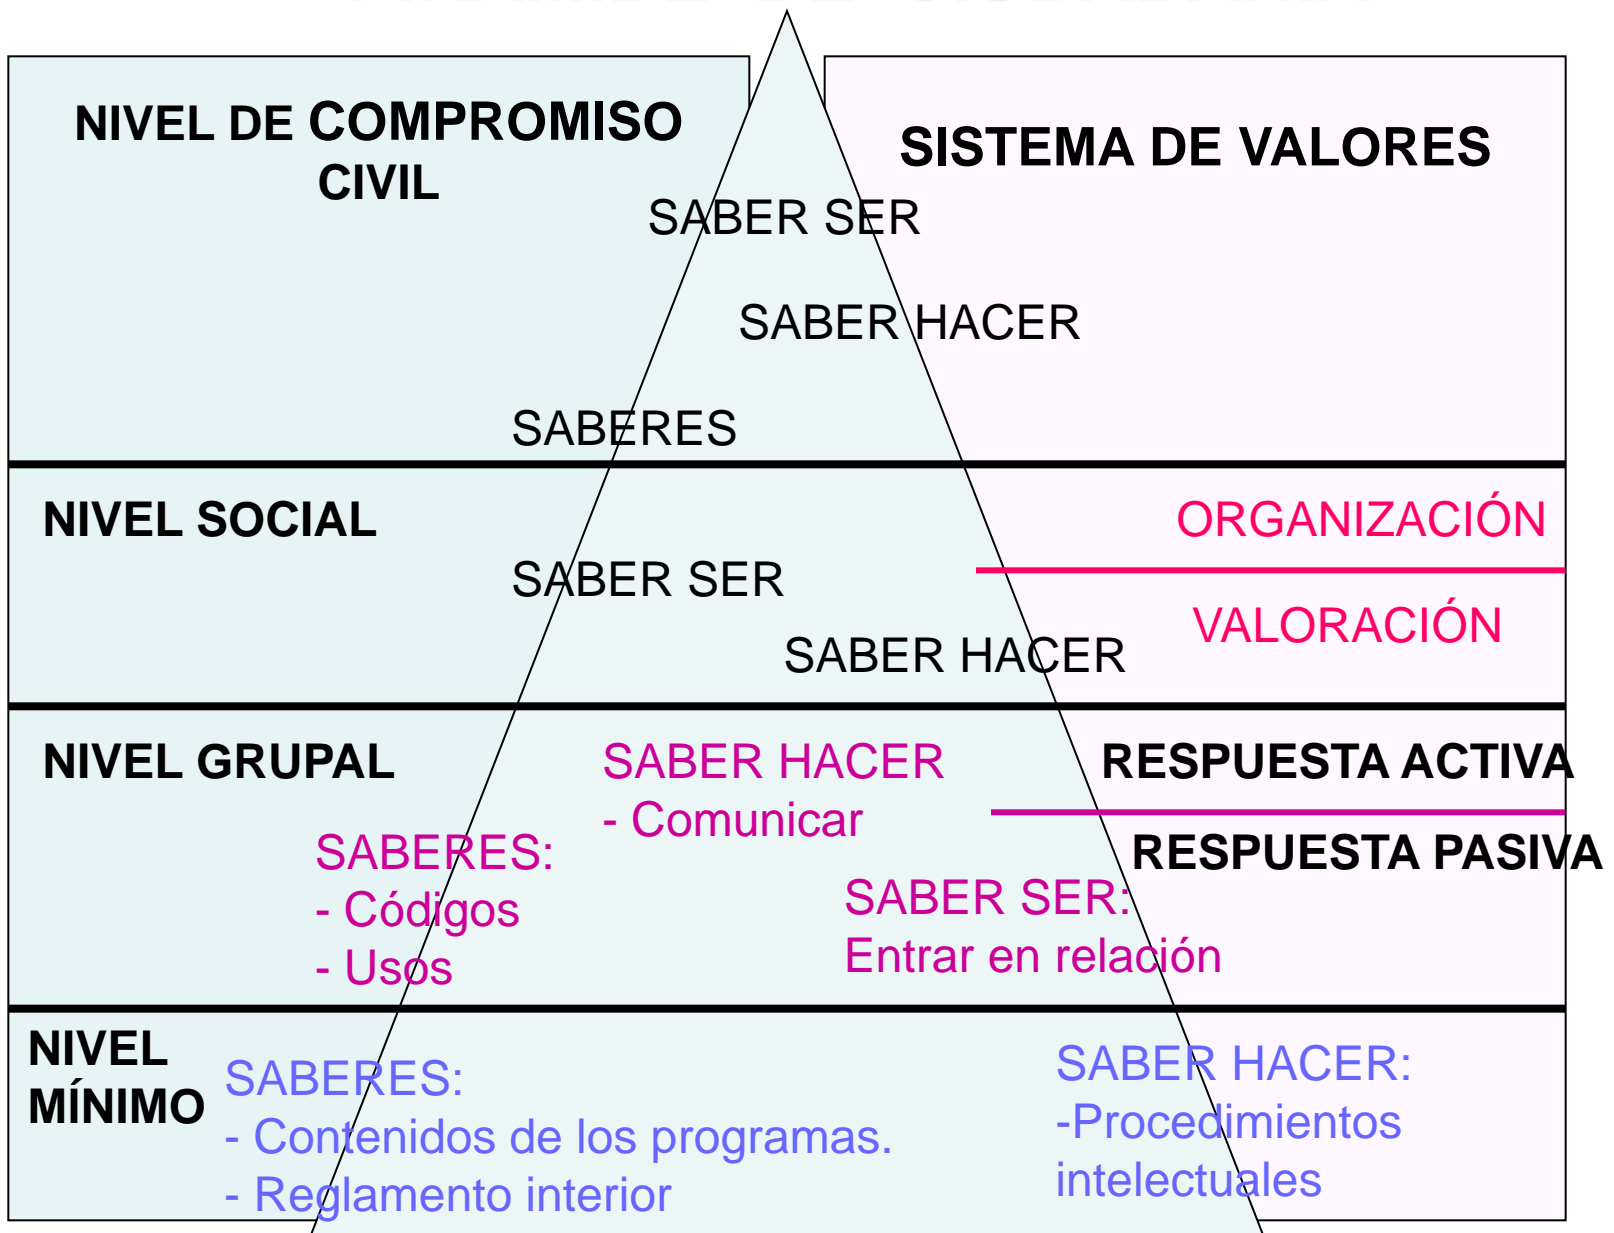 NIVEL DE COMPROMISO
CIVIL
SISTEMA DE VALORES
SABER SER
SABER HACER
SABERES
NIVEL SOCIAL
ORGANIZACIÓN
SABER SER
VALORACIÓN
SABER HACER
NIVEL GRUPAL
SABER HACER
- Comunicar
RESPUESTA ACTIVA
RESPUESTA PASIVA
SABERES:
- Códigos
- Usos
SABER SER:
Entrar en relación
NIVEL
MÍNIMO
SABERES:
- Contenidos de los programas.
- Reglamento interior
SABER HACER:
-Procedimientos
intelectuales